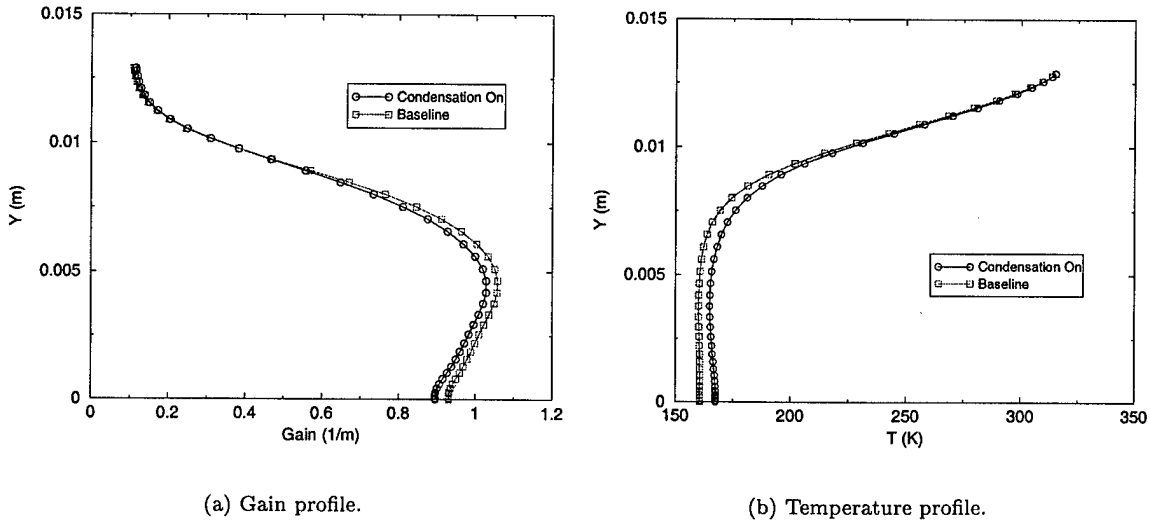 0.015
0.01
0.005
0
Y (m)
Condensation On
Baseline
0
0.2
0.4
0.6
0.8
1
1.2
Gain (1/m)
(a) Gain profile.
0.015
0.01
0.005
0
Y (m)
Condensation On
Baseline
150
200
250
300
350
T (K)
(b) Temperature profile.